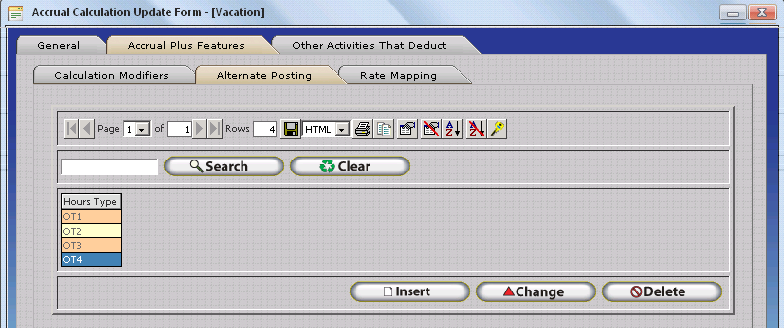 Accrual Calculation Update Form - [Vacation]
General Accrual Plus Features Other Activities That Deduct
Calculation Modifiers Alternate Posting Rate Mapping
Page 1 of 1 Rows 4 HTML
Search Clear
Hours Type
OT1
OT2
OT3
OT4
Insert Change Delete